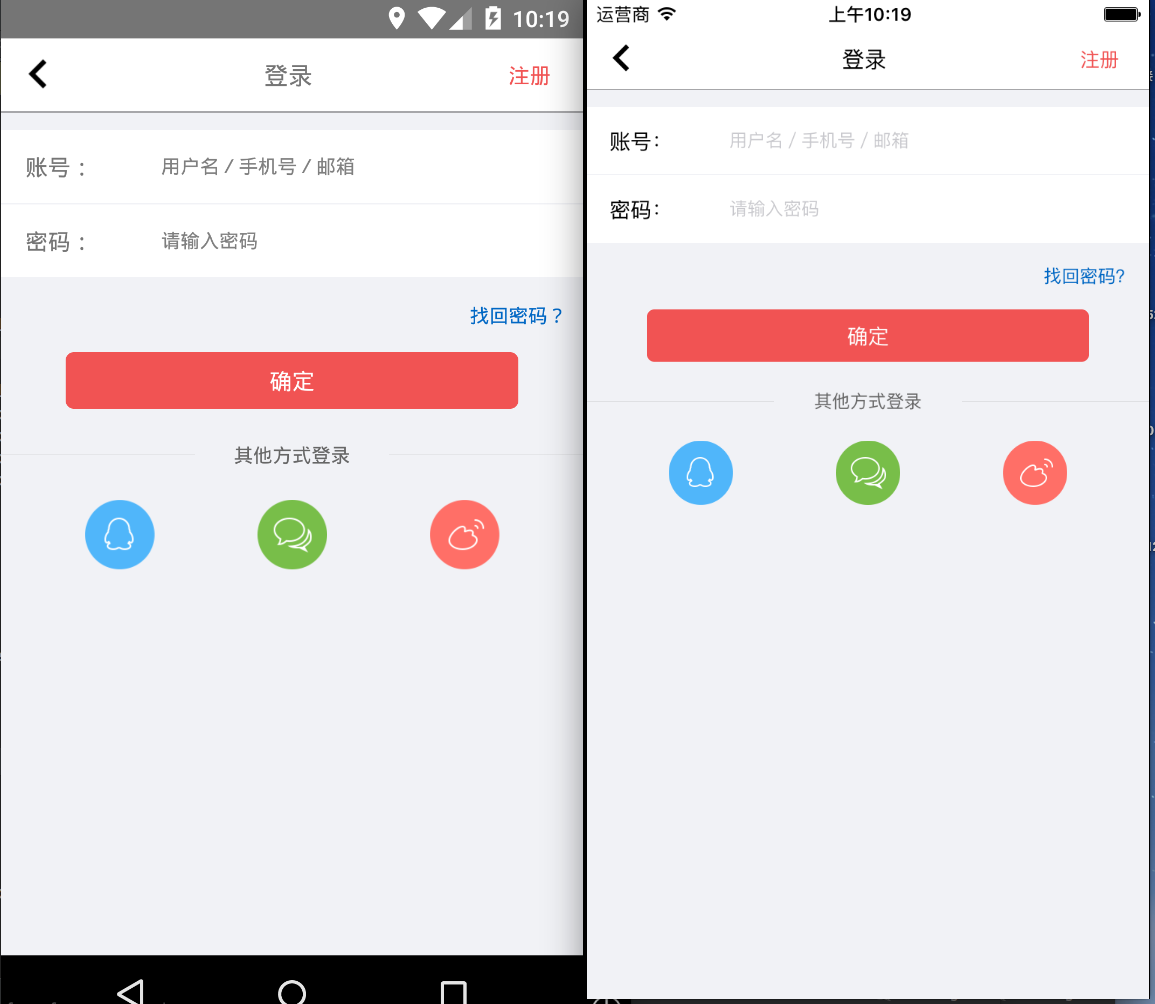 10:19
登录
注册
账号：
用户名 / 手机号 / 邮箱
密码：
请输入密码
找回密码？
确定
其他方式登录
运营商
上午10:19
登录
注册
账号：
用户名 / 手机号 / 邮箱
密码：
请输入密码
找回密码?
确定
其他方式登录